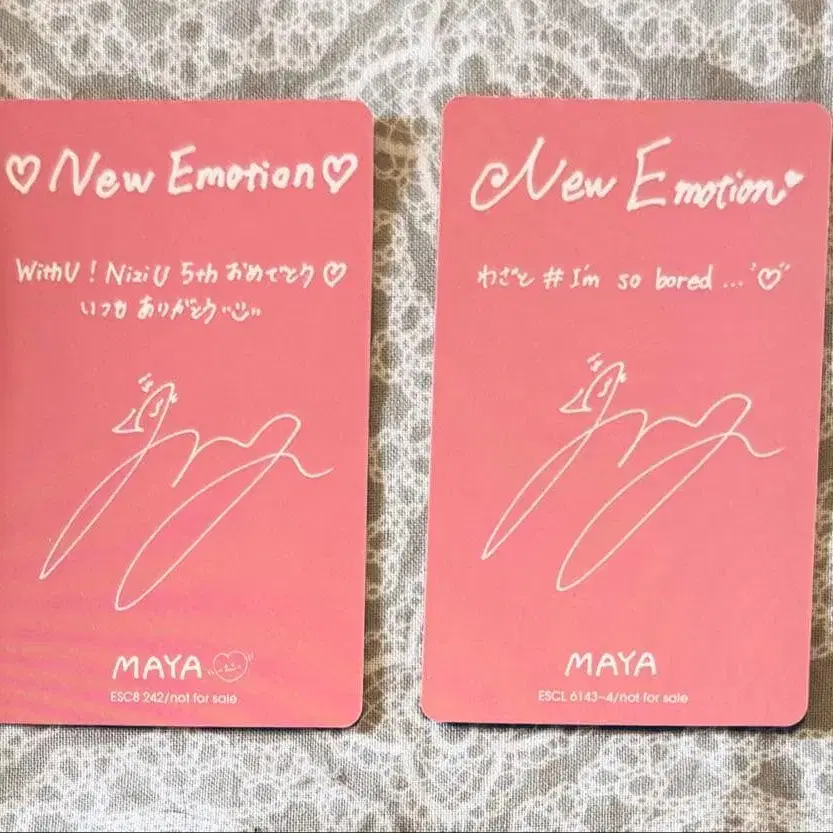 ♡New Emotion♡
WithU! NiziU 5th おめでとう♡
いつも ありがとう
MAYA
ESC8 242/not for sale
New Emotion♥
わざと #I'm so bored...♡
MAYA
ESCL 6143~4/not for sale